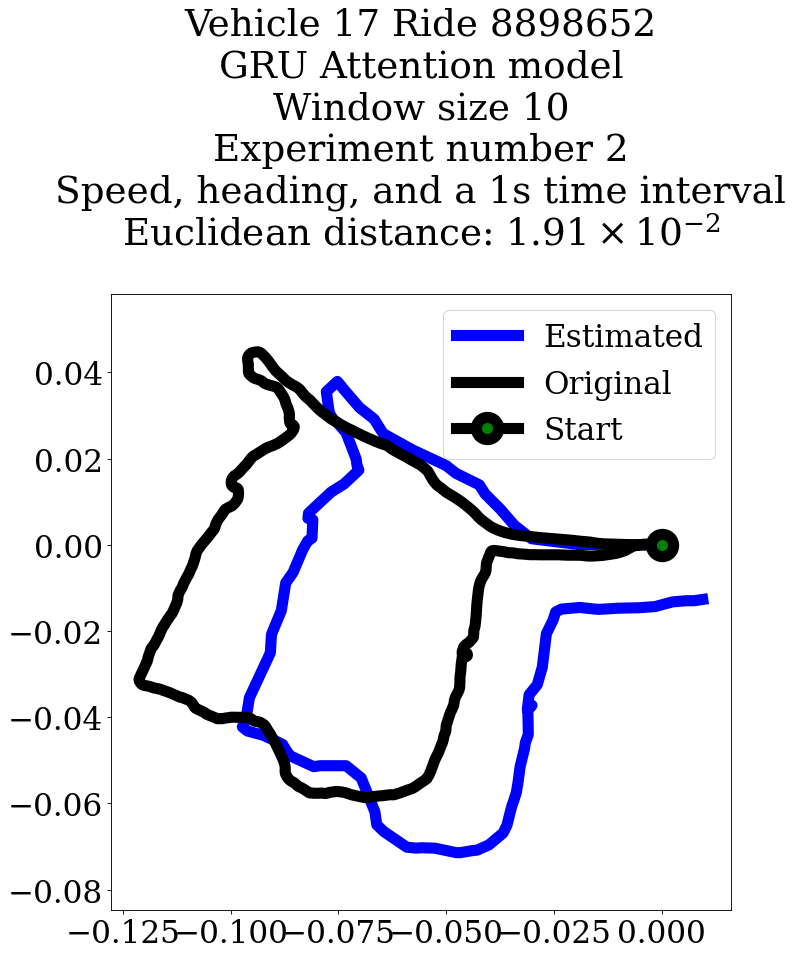 Vehicle 17 Ride 8898652
GRU Attention model
Window size 10
Experiment number 2
Speed, heading, and a 1s time interval
Euclidean distance: 1.91 × 10⁻²
Estimated
Original
Start
0.04
0.02
0.00
−0.02
−0.04
−0.06
−0.08
−0.125 −0.100 −0.075 −0.050 −0.025 0.000